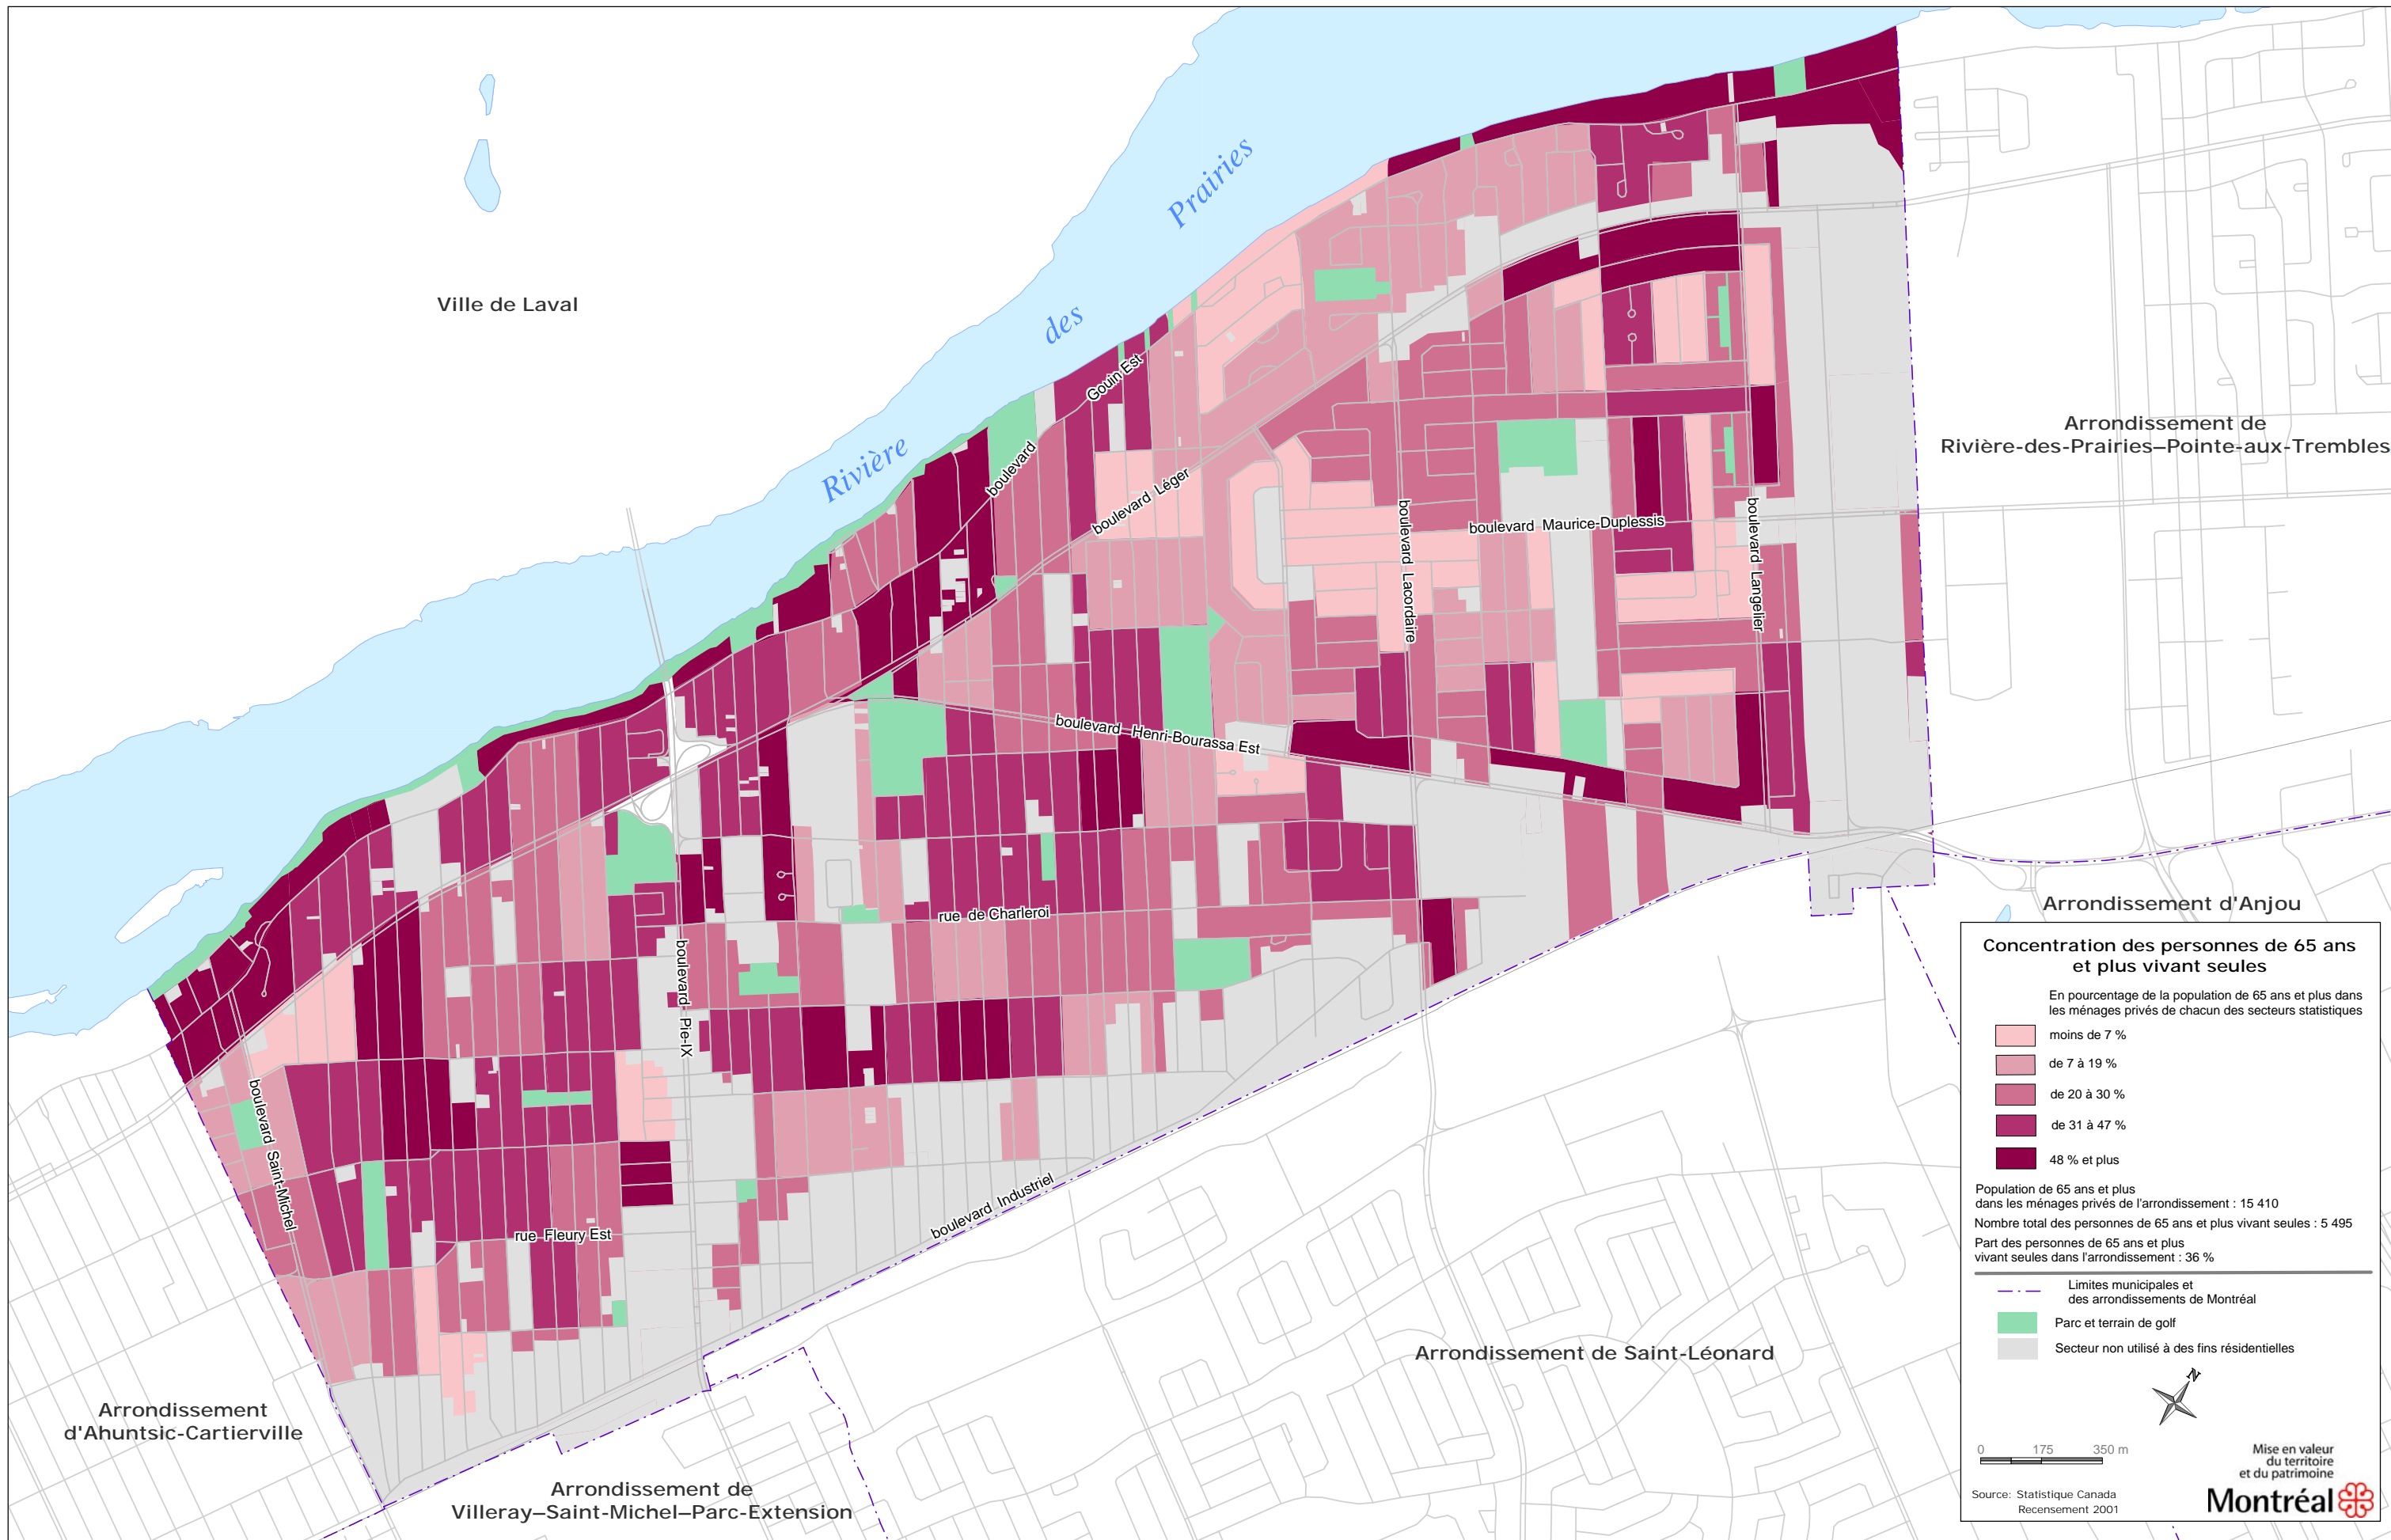 Ville de Laval
Rivière
des
Prairies
boulevard
Gouin Est
boulevard Léger
boulevard Maurice-Duplessis
boulevard Lacordaire
boulevard Langelier
boulevard Henri-Bourassa Est
rue de Charleroi
boulevard Pie-IX
boulevard Saint-Michel
rue Fleury Est
boulevard Industriel
Arrondissement de
Rivière-des-Prairies–Pointe-aux-Trembles
Arrondissement d'Anjou
Arrondissement de Saint-Léonard
Arrondissement
d'Ahuntsic-Cartierville
Arrondissement de
Villeray–Saint-Michel–Parc-Extension
Concentration des personnes de 65 ans
et plus vivant seules
En pourcentage de la population de 65 ans et plus dans
les ménages privés de chacun des secteurs statistiques
moins de 7 %
de 7 à 19 %
de 20 à 30 %
de 31 à 47 %
48 % et plus
Population de 65 ans et plus
dans les ménages privés de l'arrondissement : 15 410
Nombre total des personnes de 65 ans et plus vivant seules : 5 495
Part des personnes de 65 ans et plus
vivant seules dans l'arrondissement : 36 %
Limites municipales et
des arrondissements de Montréal
Parc et terrain de golf
Secteur non utilisé à des fins résidentielles
N
0 175 350 m
Mise en valeur
du territoire
et du patrimoine
Montréal
Source: Statistique Canada
Recensement 2001